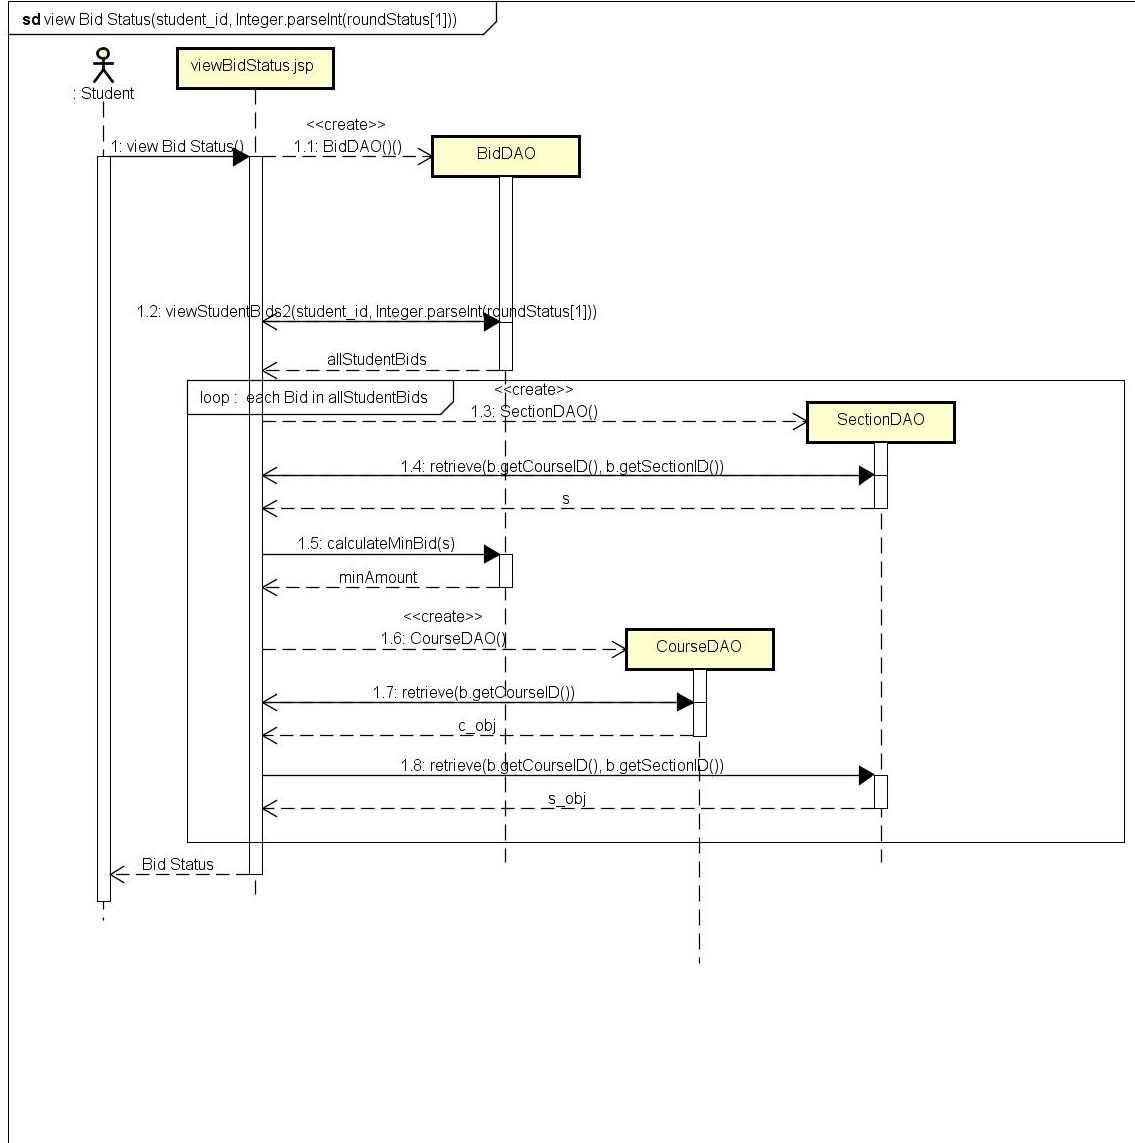 sd view Bid Status(student_id, Integer.parseInt(roundStatus[1]))
: Student
viewBidStatus.jsp
<<create>>
1: view Bid Status()
1.1: BidDAO()()
BidDAO
1.2: viewStudentBids2(student_id, Integer.parseInt(roundStatus[1]))
allStudentBids
loop : each Bid in allStudentBids
<<create>>
1.3: SectionDAO()
SectionDAO
1.4: retrieve(b.getCourseID(), b.getSectionID())
s
1.5: calculateMinBid(s)
minAmount
<<create>>
1.6: CourseDAO()
CourseDAO
1.7: retrieve(b.getCourseID())
c_obj
1.8: retrieve(b.getCourseID(), b.getSectionID())
s_obj
Bid Status